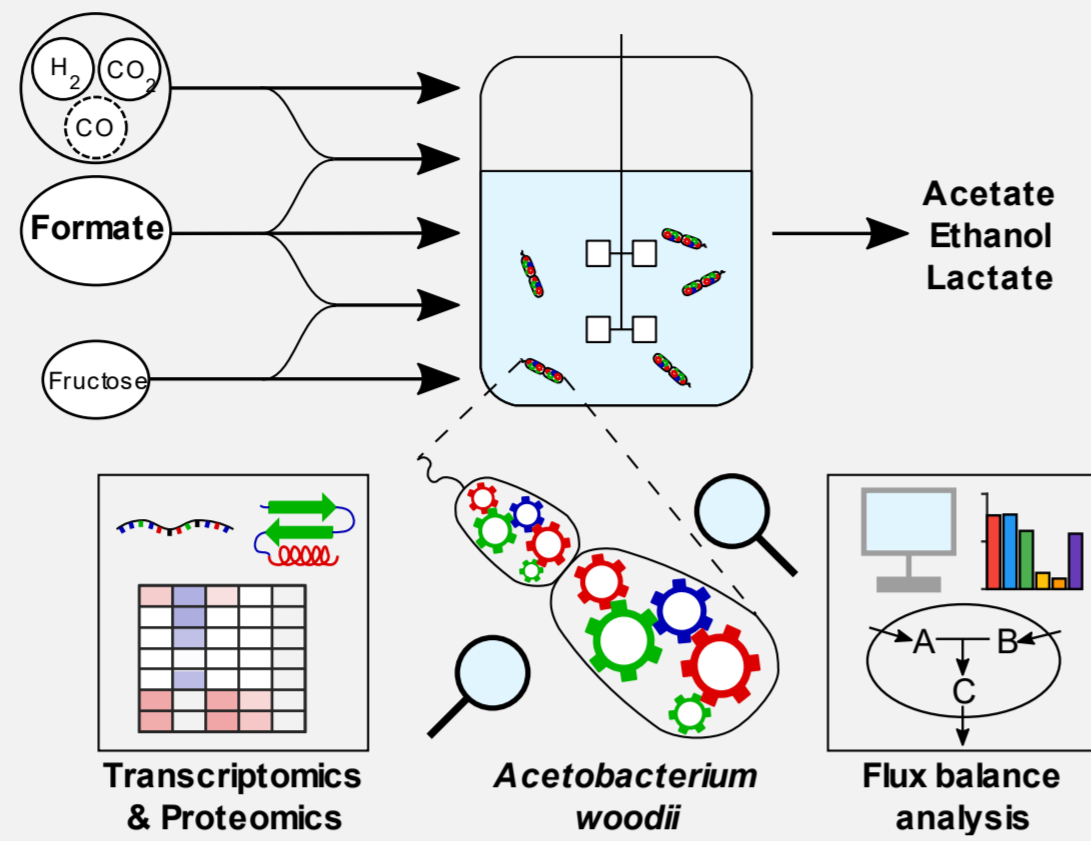 H2
CO2
CO
Formate
Fructose
Acetate
Ethanol
Lactate
A
B
C
Transcriptomics
& Proteomics
Acetobacterium
woodii
Flux balance
analysis